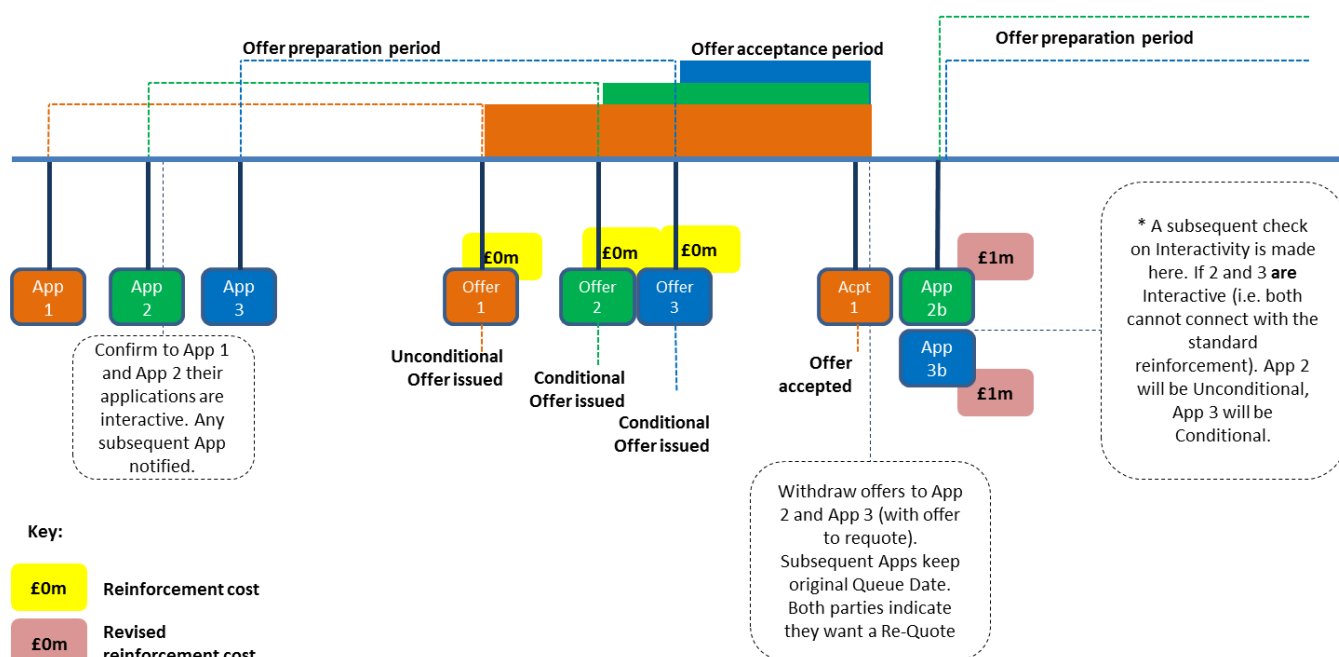 Offer preparation period
Offer acceptance period
Offer preparation period
App
1
App
2
App
3
£0m
Offer
1
£0m
Offer
2
£0m
Offer
3
Acpt
1
App
2b
£1m
App
3b
£1m
Confirm to App 1
and App 2 their
applications are
interactive. Any
subsequent App
notified.
Unconditional
Offer issued
Conditional
Offer issued
Conditional
Offer issued
Offer
accepted
* A subsequent check
on Interactivity is made
here. If 2 and 3 are
Interactive (i.e. both
cannot connect with the
standard
reinforcement). App 2
will be Unconditional,
App 3 will be
Conditional.
Withdraw offers to App
2 and App 3 (with offer
to requote).
Subsequent Apps keep
original Queue Date.
Both parties indicate
they want a Re-Quote
Key:
£0m
Reinforcement cost
£0m
Revised
reinforcement cost